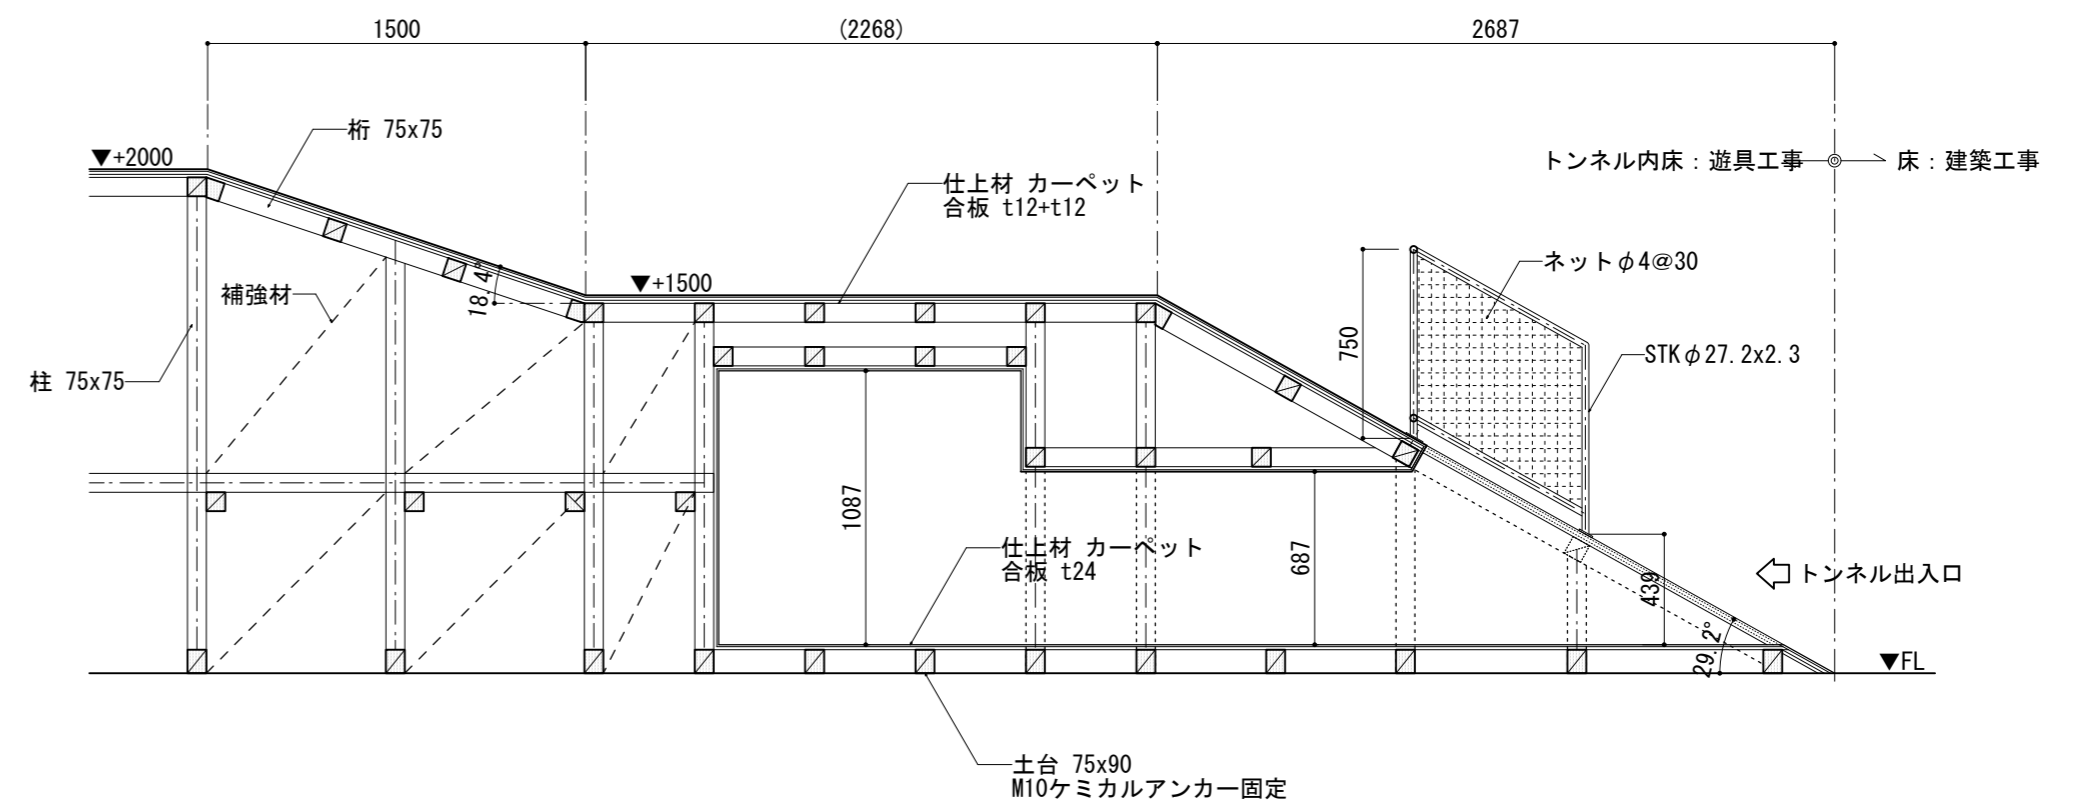 1500
(2268)
2687
桁 75x75
▼+2000
トンネル内床：遊具工事
床：建築工事
仕上材 カーペット
合板 t12+t12
ネットφ4@30
18.4°
▼+1500
補強材
750
STKφ27.2x2.3
柱 75x75
1087
仕上材 カーペット
合板 t24
687
439
トンネル出入口
29.2°
▼FL
土台 75x90
M10ケミカルアンカー固定